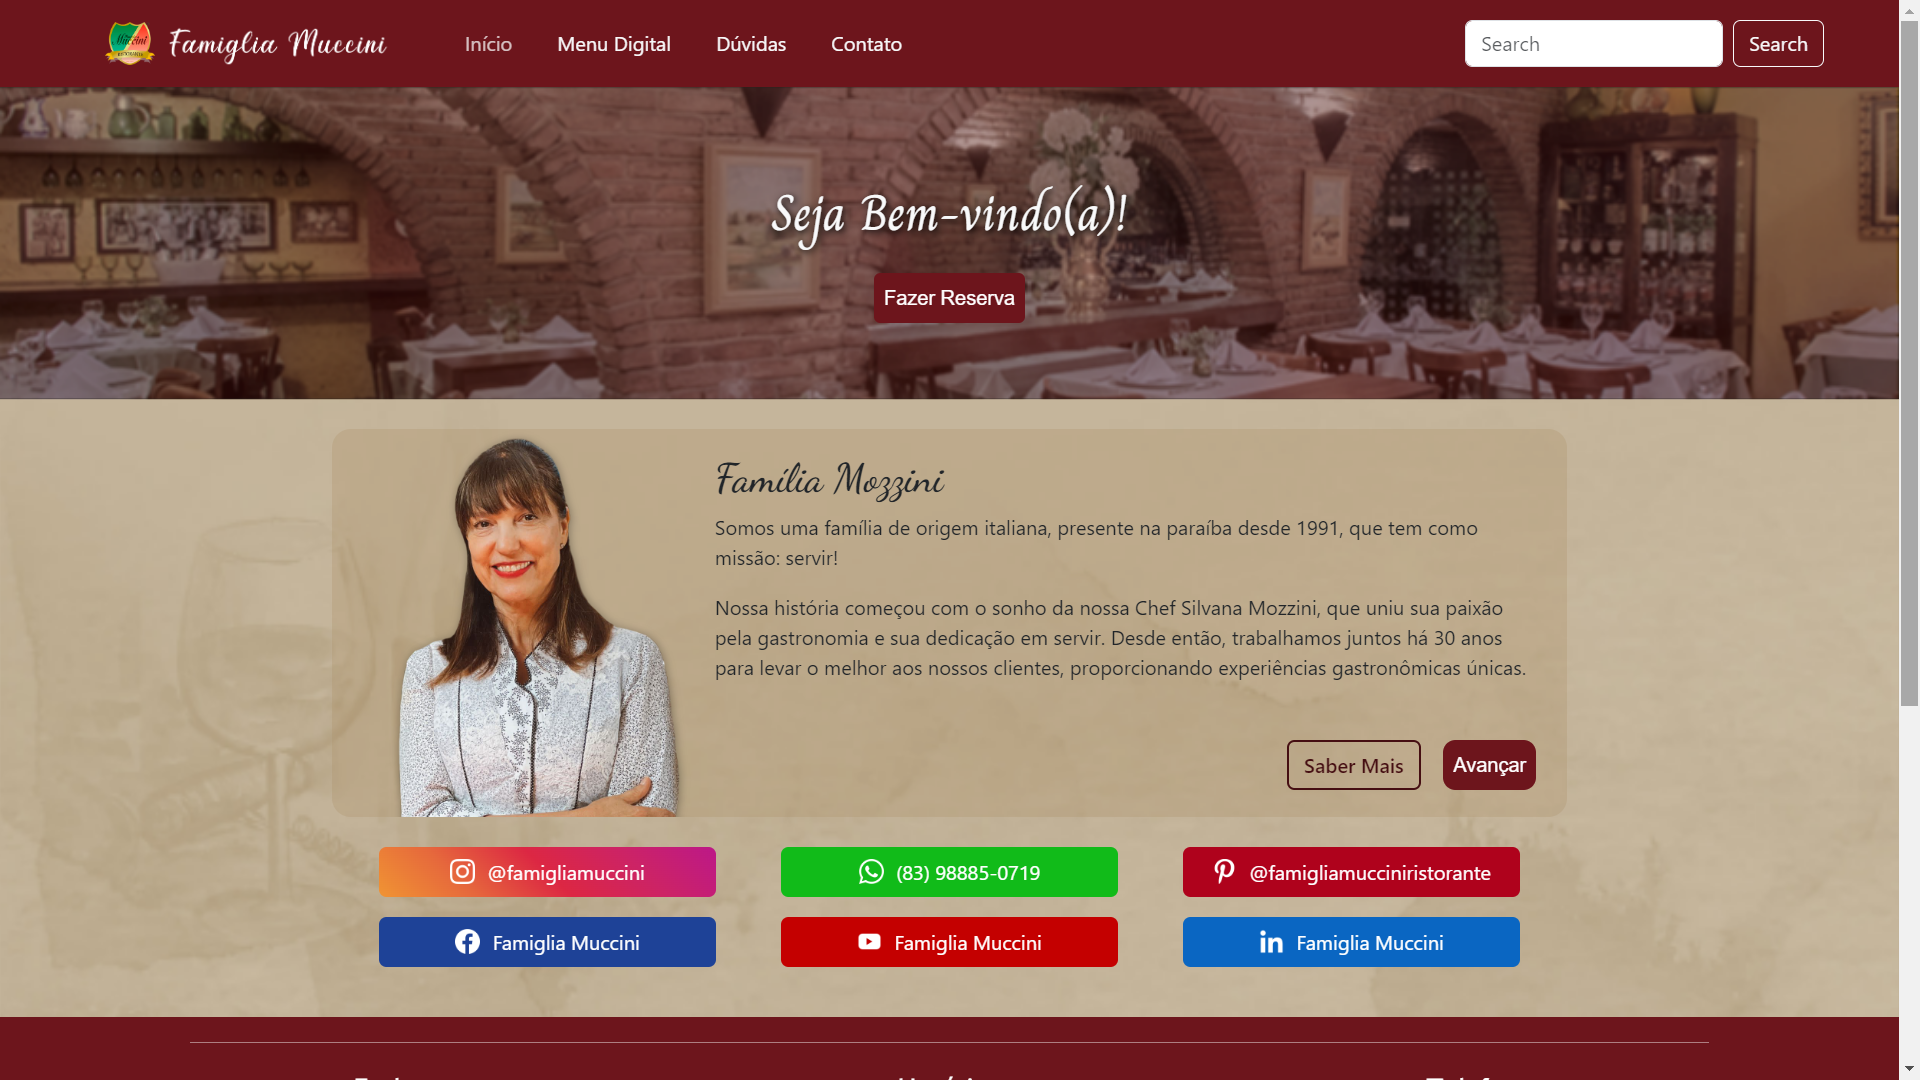 Muccini
Famiglia Muccini
Início
Menu Digital
Dúvidas
Contato
Search
Search
Seja Bem-vindo(a)!
Fazer Reserva
Família Mozzini
Somos uma família de origem italiana, presente na paraíba desde 1991, que tem como
missão: servir!
Nossa história começou com o sonho da nossa Chef Silvana Mozzini, que uniu sua paixão
pela gastronomia e sua dedicação em servir. Desde então, trabalhamos juntos há 30 anos
para levar o melhor aos nossos clientes, proporcionando experiências gastronômicas únicas.
Saber Mais
Avançar
@famigliamuccini
(83) 98885-0719
@famigliamucciniristorante
Famiglia Muccini
Famiglia Muccini
Famiglia Muccini